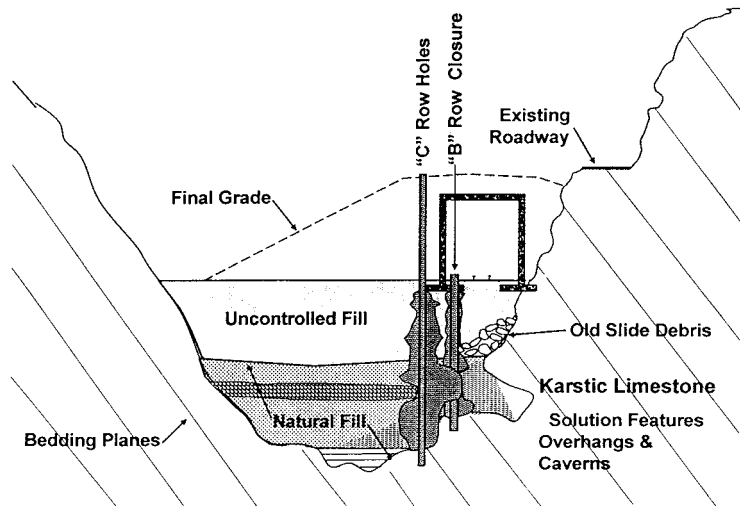 "C" Row Holes
"B" Row Closure
Existing
Roadway
Final Grade
Uncontrolled Fill
Old Slide Debris
Karstic Limestone
Natural Fill
Solution Features
Bedding Planes
Overhangs &
Caverns